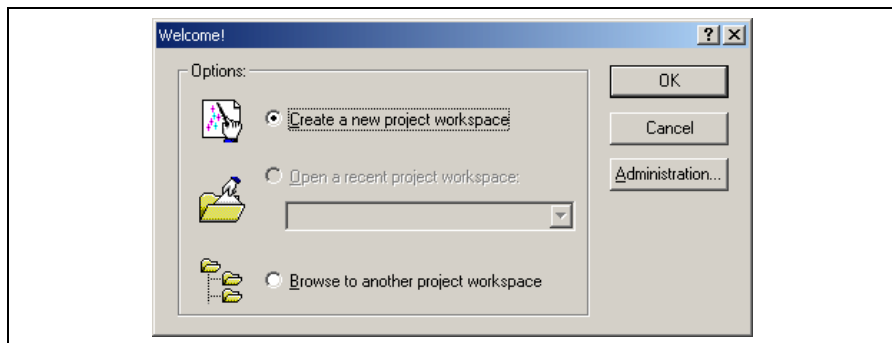 Welcome!
Options:
Create a new project workspace
Open a recent project workspace:
Browse to another project workspace
OK
Cancel
Administration...